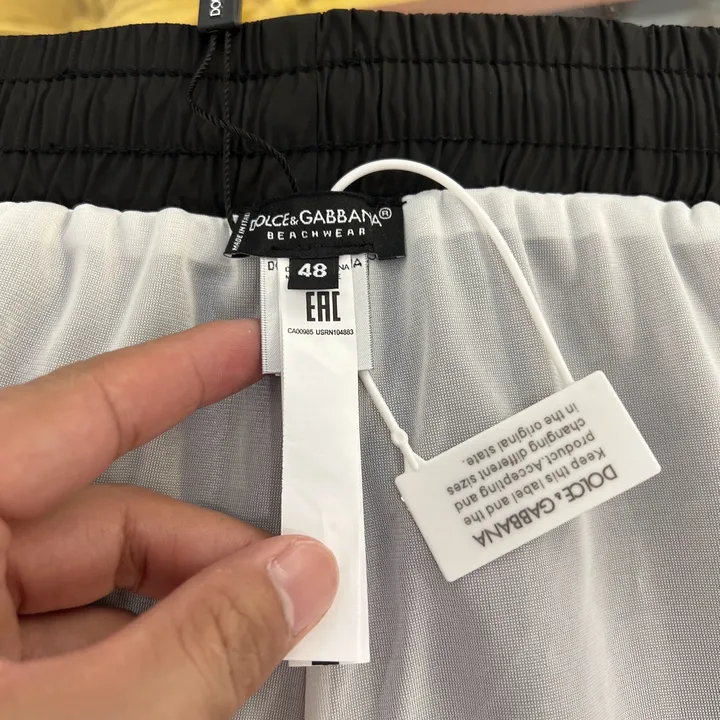 DO
DOLCE&GABBANA®
BEACHWEAR
MADE IN ITALY
48
EAC
CA00985 USRN104883
DOLCE & GABBANA
Keep this label and the
product. Accepting and
changing different sizes
in the original state.